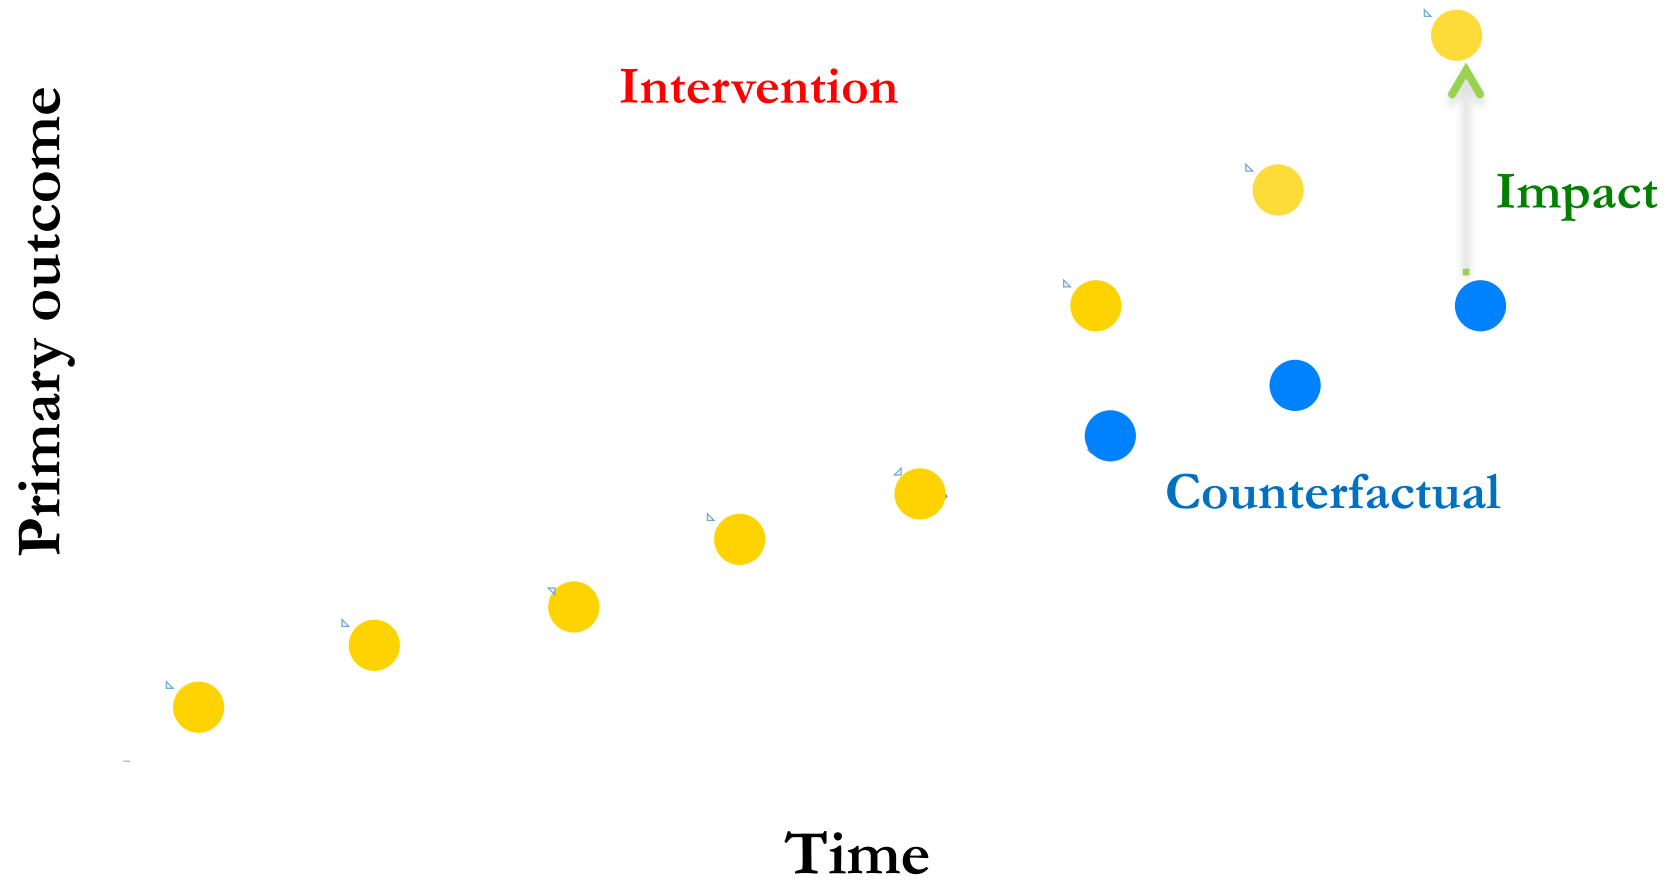 Intervention
Primary outcome
Impact
Counterfactual
Time